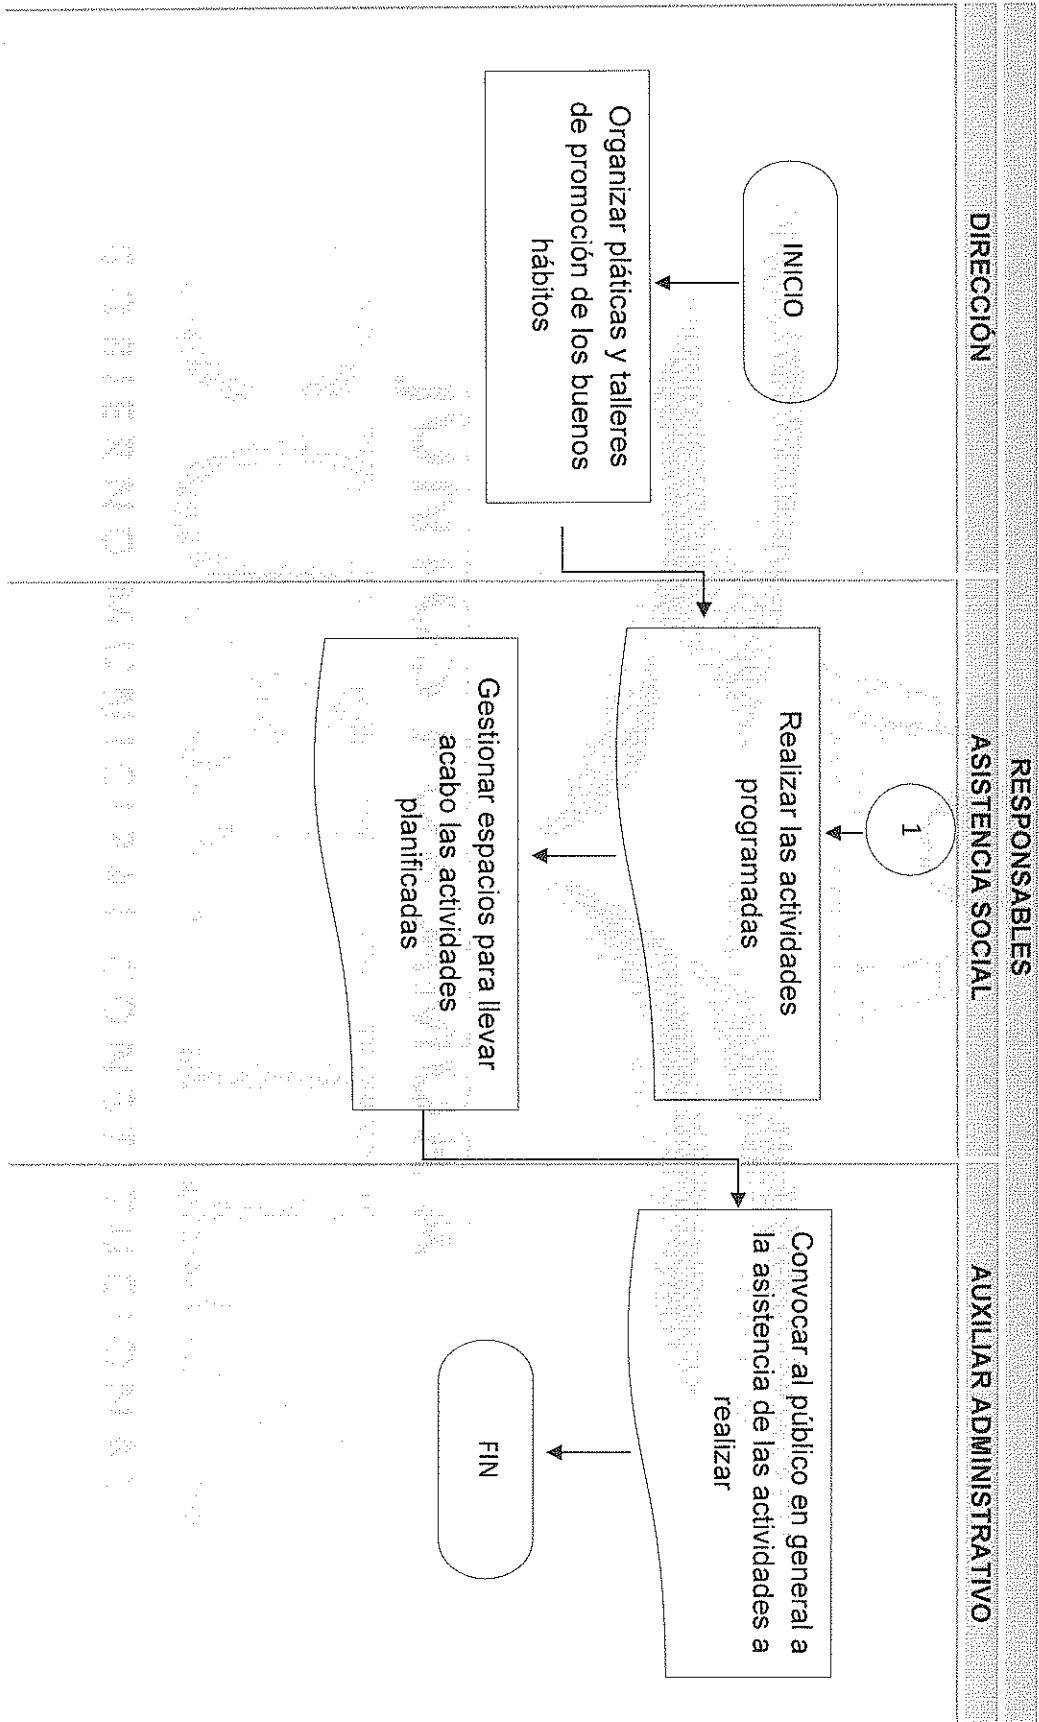 RESPONSABLES
DIRECCIÓN
ASISTENCIA SOCIAL
AUXILIAR ADMINISTRATIVO
INICIO
Organizar pláticas y talleres
de promoción de los buenos
hábitos
1
Realizar las actividades
programadas
Gestionar espacios para llevar
acabo las actividades
planificadas
Convocar al público en general a
la asistencia de las actividades a
realizar
FIN